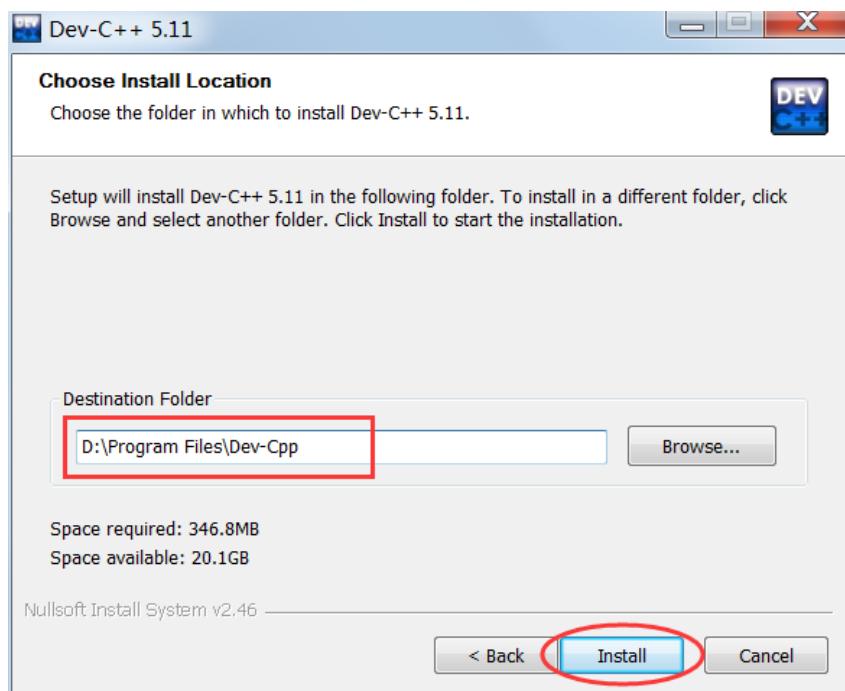 Dev-C++ 5.11
Choose Install Location
Choose the folder in which to install Dev-C++ 5.11.
DEV
C++
Setup will install Dev-C++ 5.11 in the following folder. To install in a different folder, click
Browse and select another folder. Click Install to start the installation.
Destination Folder
D:\Program Files\Dev-Cpp
Browse...
Space required: 346.8MB
Space available: 20.1GB
Nullsoft Install System v2.46
< Back
Install
Cancel